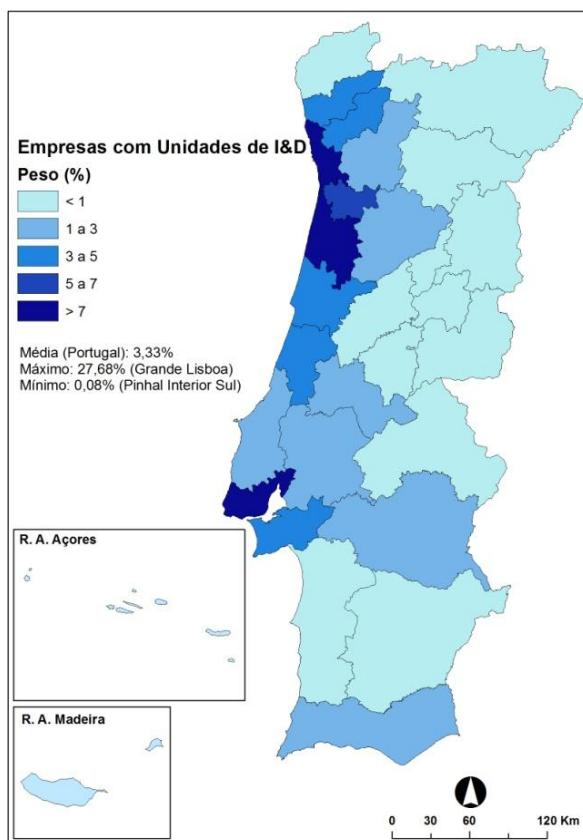 Empresas com Unidades de I&D
Peso (%)
< 1
1 a 3
3 a 5
5 a 7
> 7
Média (Portugal): 3,33%
Máximo: 27,68% (Grande Lisboa)
Mínimo: 0,08% (Pinhal Interior Sul)
R. A. Açores
R. A. Madeira
0 30 60 120 Km